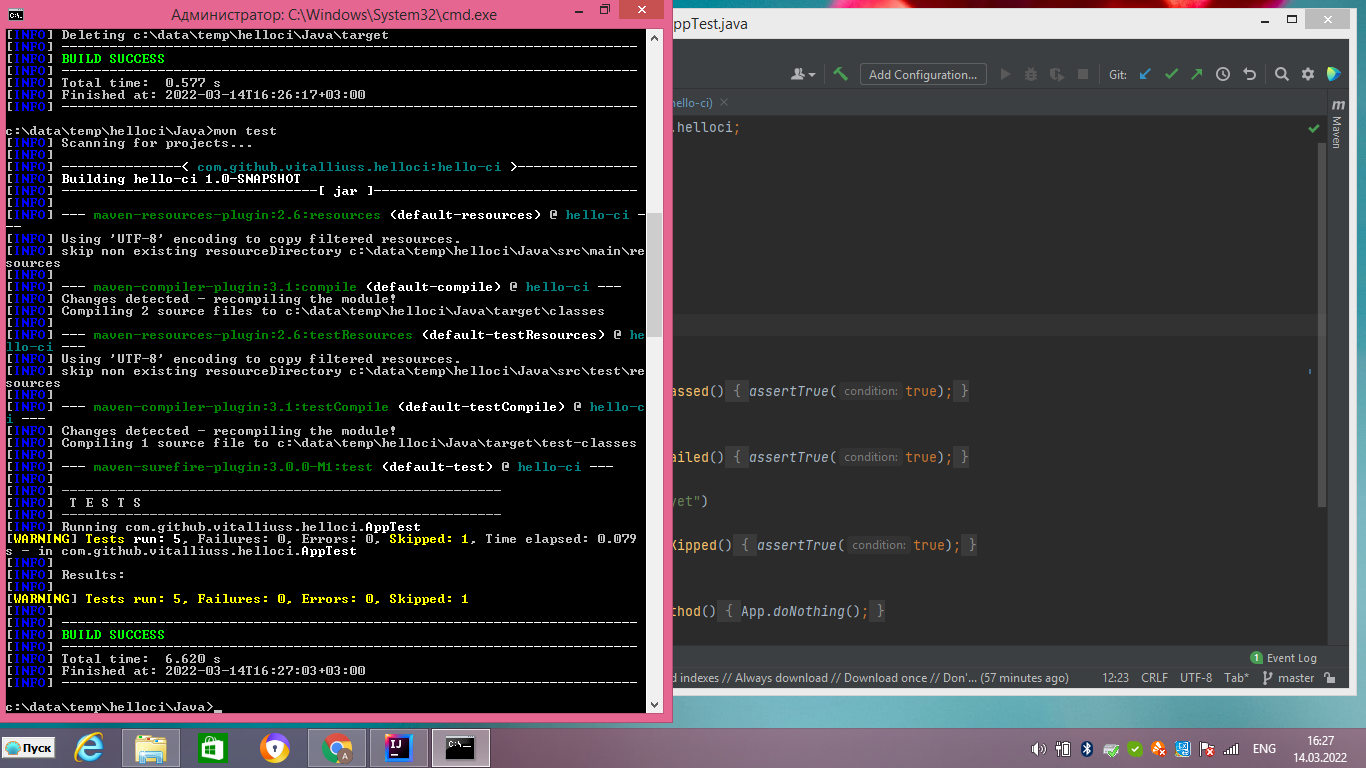 Администратор: C:\Windows\System32\cmd.exe
[INFO] Deleting c:\data\temp\helloci\Java\target
[INFO] ------------------------------------------------------------------------
[INFO] BUILD SUCCESS
[INFO] ------------------------------------------------------------------------
[INFO] Total time:  0.577 s
[INFO] Finished at: 2022-03-14T16:26:17+03:00
[INFO] ------------------------------------------------------------------------
c:\data\temp\helloci\Java>mvn test
[INFO] Scanning for projects...
[INFO]
[INFO] ---------------< com.github.vitalliuss.helloci:hello-ci >---------------
[INFO] Building hello-ci 1.0-SNAPSHOT
[INFO] --------------------------------[ jar ]---------------------------------
[INFO]
[INFO] --- maven-resources-plugin:2.6:resources (default-resources) @ hello-ci -
--
[INFO] Using 'UTF-8' encoding to copy filtered resources.
[INFO] skip non existing resourceDirectory c:\data\temp\helloci\Java\src\main\re
sources
[INFO]
[INFO] --- maven-compiler-plugin:3.1:compile (default-compile) @ hello-ci ---
[INFO] Changes detected - recompiling the module!
[INFO] Compiling 2 source files to c:\data\temp\helloci\Java\target\classes
[INFO]
[INFO] --- maven-resources-plugin:2.6:testResources (default-testResources) @ he
llo-ci ---
[INFO] Using 'UTF-8' encoding to copy filtered resources.
[INFO] skip non existing resourceDirectory c:\data\temp\helloci\Java\src\test\re
sources
[INFO]
[INFO] --- maven-compiler-plugin:3.1:testCompile (default-testCompile) @ hello-c
i ---
[INFO] Changes detected - recompiling the module!
[INFO] Compiling 1 source file to c:\data\temp\helloci\Java\target\test-classes
[INFO]
[INFO] --- maven-surefire-plugin:3.0.0-M1:test (default-test) @ hello-ci ---
[INFO]
[INFO] -------------------------------------------------------
[INFO]  T E S T S
[INFO] -------------------------------------------------------
[INFO] Running com.github.vitalliuss.helloci.AppTest
[WARNING] Tests run: 5, Failures: 0, Errors: 0, Skipped: 1, Time elapsed: 0.079
s - in com.github.vitalliuss.helloci.AppTest
[INFO]
[INFO] Results:
[INFO]
[WARNING] Tests run: 5, Failures: 0, Errors: 0, Skipped: 1
[INFO]
[INFO] ------------------------------------------------------------------------
[INFO] BUILD SUCCESS
[INFO] ------------------------------------------------------------------------
[INFO] Total time:  6.620 s
[INFO] Finished at: 2022-03-14T16:27:03+03:00
[INFO] ------------------------------------------------------------------------
c:\data\temp\helloci\Java>_
ppTest.java
Add Configuration... Git:
ello-ci)
.helloci;
m Maven
assed() { assertTrue( condition: true); }
ailed() { assertTrue( condition: true); }
yet")
kipped() { assertTrue( condition: true); }
thod() { App.doNothing(); }
1 Event Log
d indexes // Always download // Download once // Don'... (57 minutes ago) 12:23 CRLF UTF-8 Tab* master
Пуск
ENG
16:27
14.03.2022